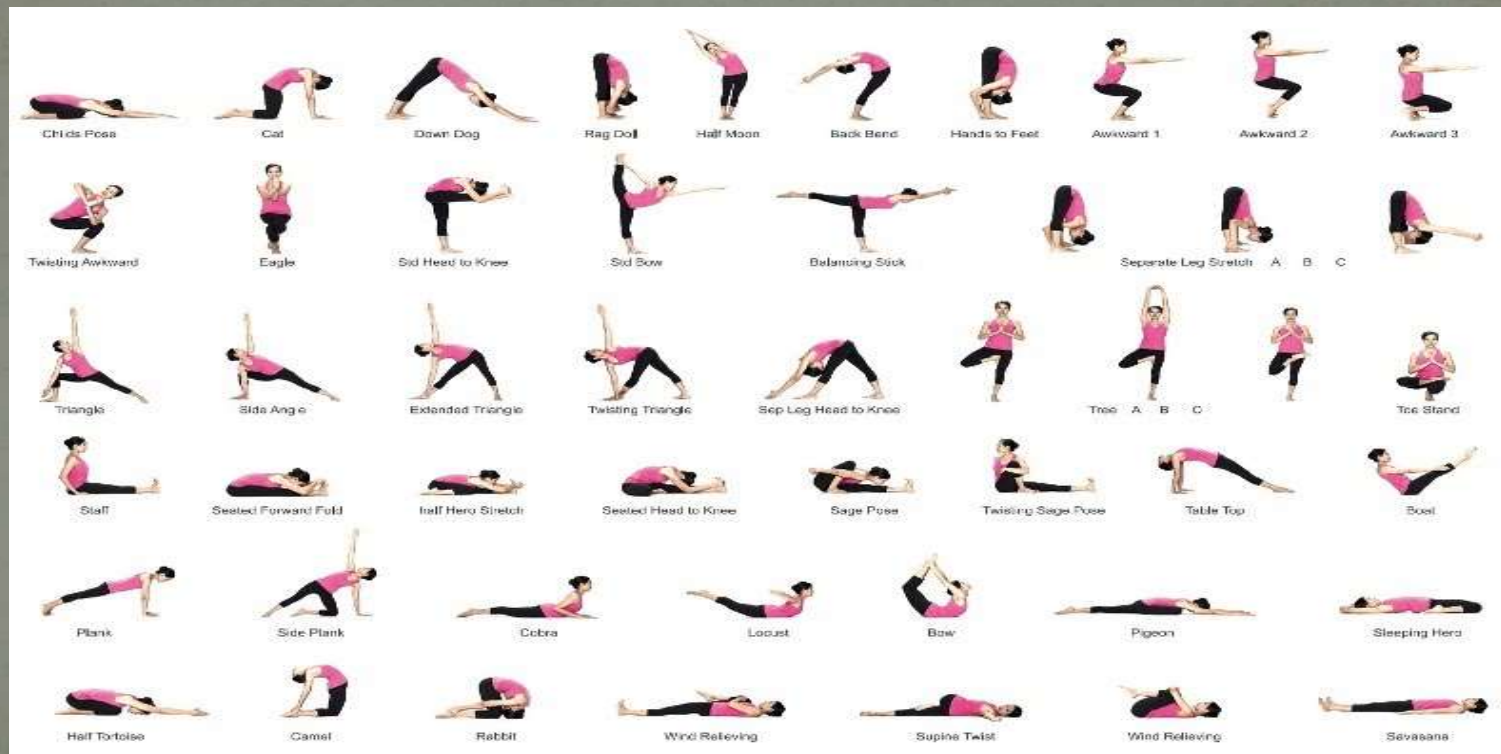 Childs Pose Cat Down Dog Rag Doll Half Moon Back Bend Hands to Feet Awkward 1 Awkward 2 Awkward 3
Twisting Awkward Eagle Std Head to Knee Std Bow Balancing Stick Separate Leg Stretch A B C
Triangle Side Angle Extended Triangle Twisting Triangle Sep Leg Head to Knee Tree A B C Toe Stand
Staff Seated Forward Fold half Hero Stretch Seated Head to Knee Sage Pose Twisting Sage Pose Table Top Boat
Plank Side Plank Cobra Locust Bow Pigeon Sleeping Hero
Half Tortoise Camel Rabbit Wind Relieving Supine Twist Wind Relieving Savasana